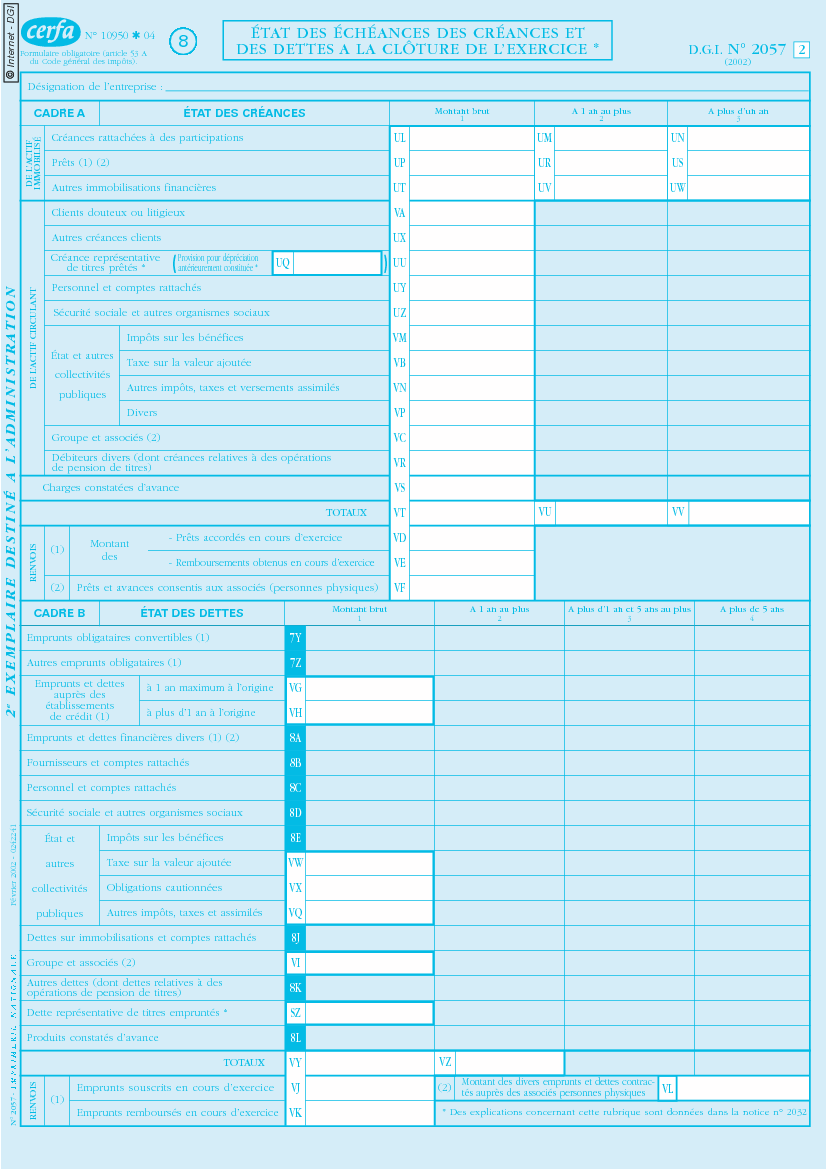 © Internet - DGI
cerfa
N° 10950 ✱ 04
8
Formulaire obligatoire (article 53 A
du Code général des impôts).
ÉTAT DES ÉCHÉANCES DES CRÉANCES ET
DES DETTES A LA CLÔTURE DE L'EXERCICE *
D.G.I. N° 2057 2
(2002)
Désignation de l'entreprise :
CADRE A ÉTAT DES CRÉANCES Montant brut A 1 an au plus A plus d'un an
1 2 3
DE L'ACTIF
IMMOBILISÉ
Créances rattachées à des participations UL UM UN
Prêts (1) (2) UP UR US
Autres immobilisations financières UT UV UW
DE L'ACTIF CIRCULANT
Clients douteux ou litigieux VA
Autres créances clients UX
Créance représentative
de titres prêtés *
(Provision pour dépréciation
antérieurement constituée * UQ ) UU
Personnel et comptes rattachés UY
Sécurité sociale et autres organismes sociaux UZ
État et autres
collectivités
publiques
Impôts sur les bénéfices VM
Taxe sur la valeur ajoutée VB
Autres impôts, taxes et versements assimilés VN
Divers VP
Groupe et associés (2) VC
Débiteurs divers (dont créances relatives à des opérations
de pension de titres) VR
Charges constatées d'avance VS
TOTAUX VT VU VV
RENVOIS
(1) Montant
des
- Prêts accordés en cours d'exercice VD
- Remboursements obtenus en cours d'exercice VE
(2) Prêts et avances consentis aux associés (personnes physiques) VF
CADRE B ÉTAT DES DETTES Montant brut A 1 an au plus A plus d'1 an et 5 ans au plus A plus de 5 ans
1 2 3 4
Emprunts obligataires convertibles (1) 7Y
Autres emprunts obligataires (1) 7Z
Emprunts et dettes
auprès des
établissements
de crédit (1)
à 1 an maximum à l'origine VG
à plus d'1 an à l'origine VH
Emprunts et dettes financières divers (1) (2) 8A
Fournisseurs et comptes rattachés 8B
Personnel et comptes rattachés 8C
Sécurité sociale et autres organismes sociaux 8D
État et
autres
collectivités
publiques
Impôts sur les bénéfices 8E
Taxe sur la valeur ajoutée VW
Obligations cautionnées VX
Autres impôts, taxes et assimilés VQ
Dettes sur immobilisations et comptes rattachés 8J
Groupe et associés (2) VI
Autres dettes (dont dettes relatives à des
opérations de pension de titres) 8K
Dette représentative de titres empruntés * SZ
Produits constatés d'avance 8L
TOTAUX VY VZ
RENVOIS
(1)
Emprunts souscrits en cours d'exercice VJ
Emprunts remboursés en cours d'exercice VK
(2) Montant des divers emprunts et dettes contrac-
tés auprès des associés personnes physiques VL
* Des explications concernant cette rubrique sont données dans la notice n° 2032
2e EXEMPLAIRE DESTINÉ A L'ADMINISTRATION
N° 2057 - IMPRIMERIE NATIONALE
Février 2002 -